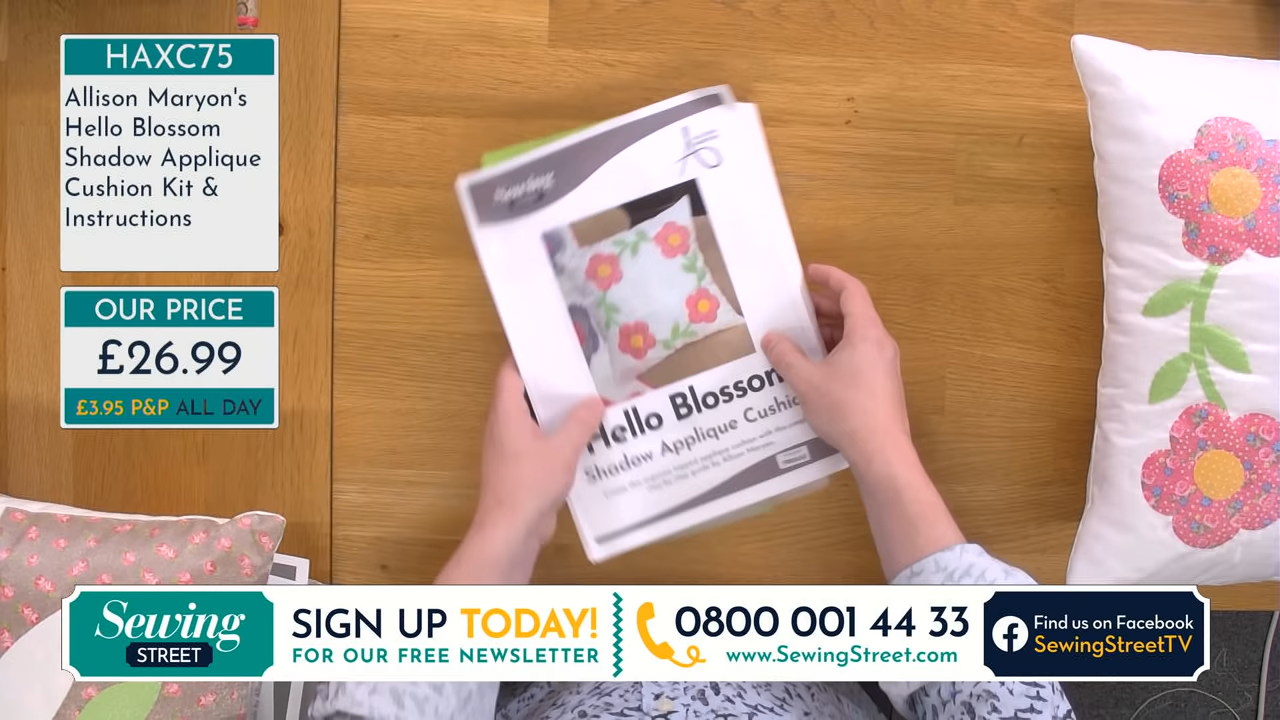 HAXC75
Allison Maryon's
Hello Blossom
Shadow Applique
Cushion Kit &
Instructions
OUR PRICE
£26.99
£3.95 P&P ALL DAY
Hello Blossom
Shadow Applique Cushion
Sewing
STREET
SIGN UP TODAY!
FOR OUR FREE NEWSLETTER
0800 001 44 33
www.SewingStreet.com
Find us on Facebook
SewingStreetTV